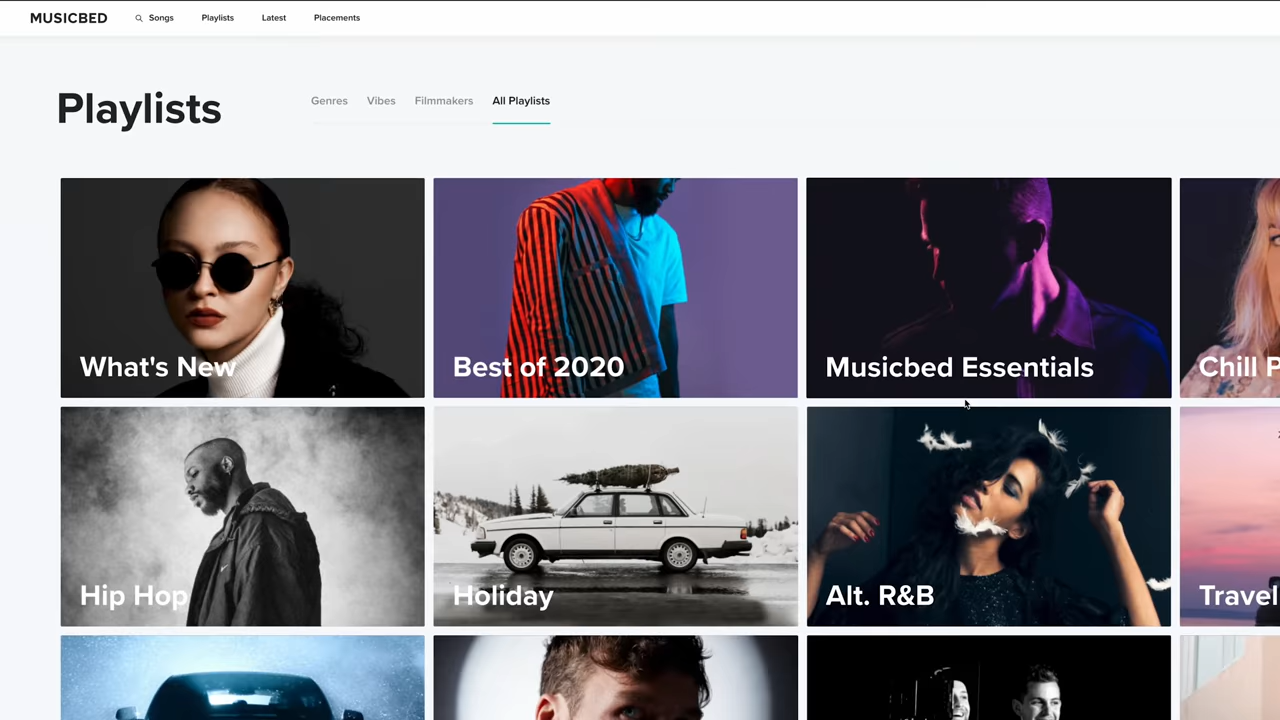 MUSICBED Songs Playlists Latest Placements
Playlists
Genres Vibes Filmmakers All Playlists
What's New
Best of 2020
Musicbed Essentials
Chill P
Hip Hop
Holiday
Alt. R&B
Travel